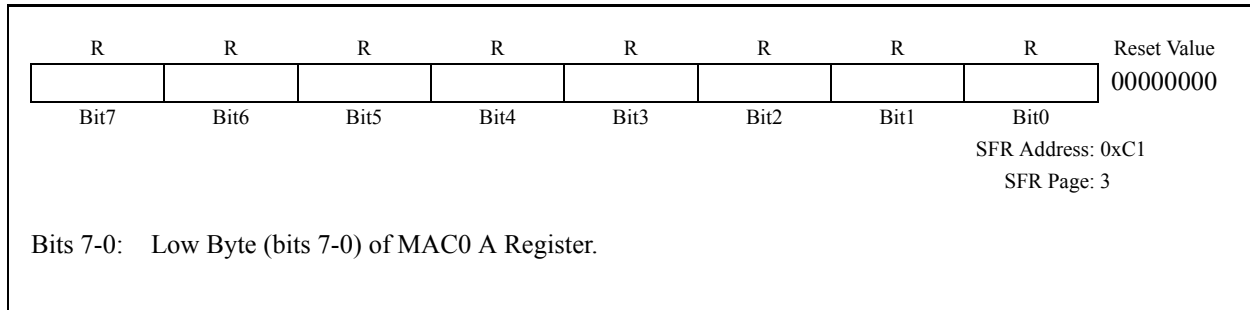 R R R R R R R R Reset Value
00000000
Bit7 Bit6 Bit5 Bit4 Bit3 Bit2 Bit1 Bit0
SFR Address: 0xC1
SFR Page: 3
Bits 7-0: Low Byte (bits 7-0) of MAC0 A Register.